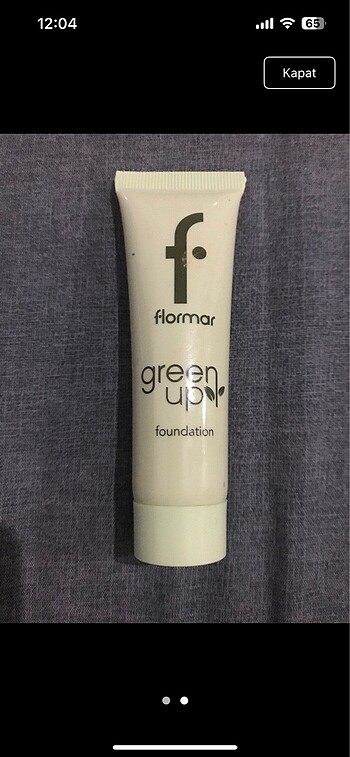 12:04
65
Kapat
f
flormar
green
up
foundation